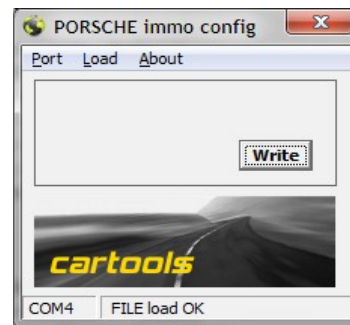 PORSCHE immo config
Port Load About
Write
cartools
COM4 FILE load OK